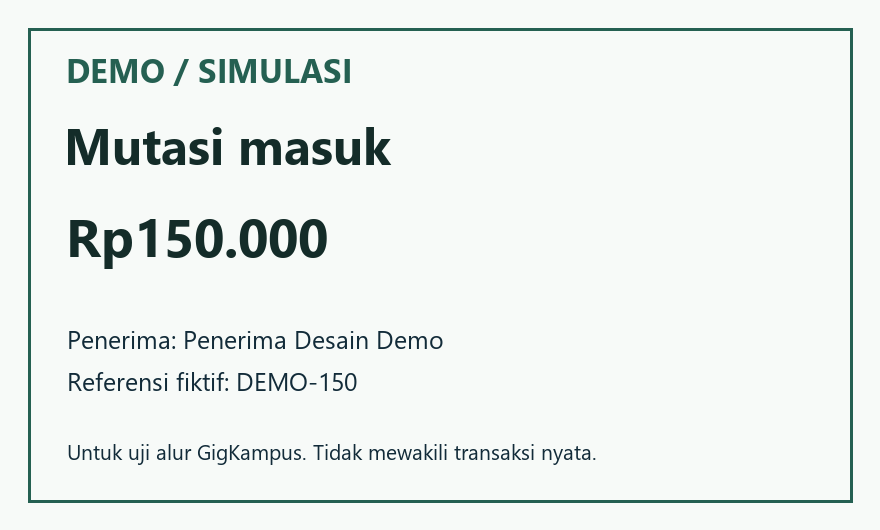 DEMO / SIMULASI
Mutasi masuk
Rp150.000
Penerima: Penerima Desain Demo
Referensi fiktif: DEMO-150
Untuk uji alur GigKampus. Tidak mewakili transaksi nyata.